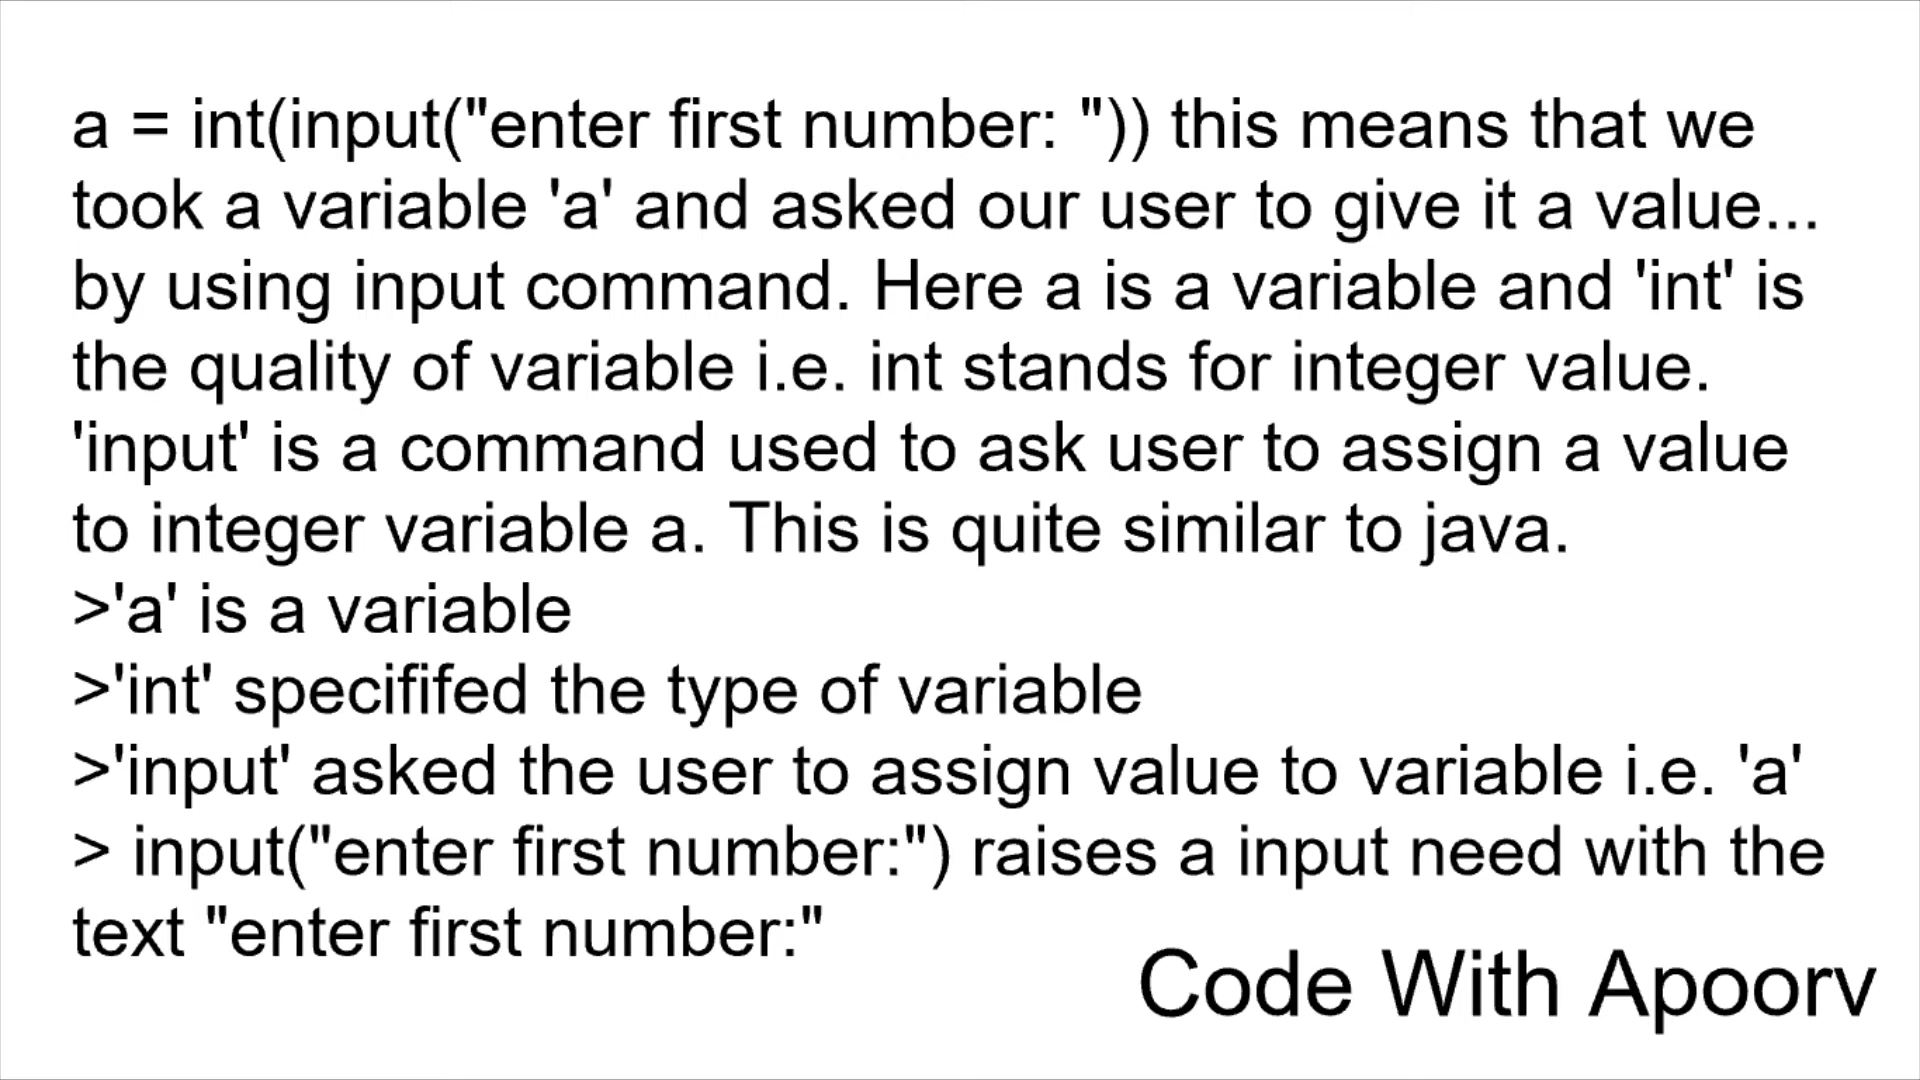 a = int(input("enter first number: ")) this means that we
took a variable 'a' and asked our user to give it a value...
by using input command. Here a is a variable and 'int' is
the quality of variable i.e. int stands for integer value.
'input' is a command used to ask user to assign a value
to integer variable a. This is quite similar to java.
>'a' is a variable
>'int' specififed the type of variable
>'input' asked the user to assign value to variable i.e. 'a'
> input("enter first number:") raises a input need with the
text "enter first number:"
Code With Apoorv